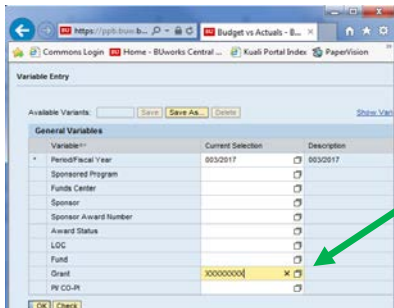 https://ppb.buw.b... Budget vs Actuals - B...
Commons Login Home - BUworks Central ... Kuali Portal Index PaperVision
Variable Entry
Available Variants: Save Save As... Delete Show Vari
General Variables
Variable Current Selection Description
* Period/Fiscal Year 003/2017 003/2017
Sponsored Program
Funds Center
Sponsor
Sponsor Award Number
Award Status
LOC
Fund
Grant XXXXXXXX
PI/ CO-PI
OK Check